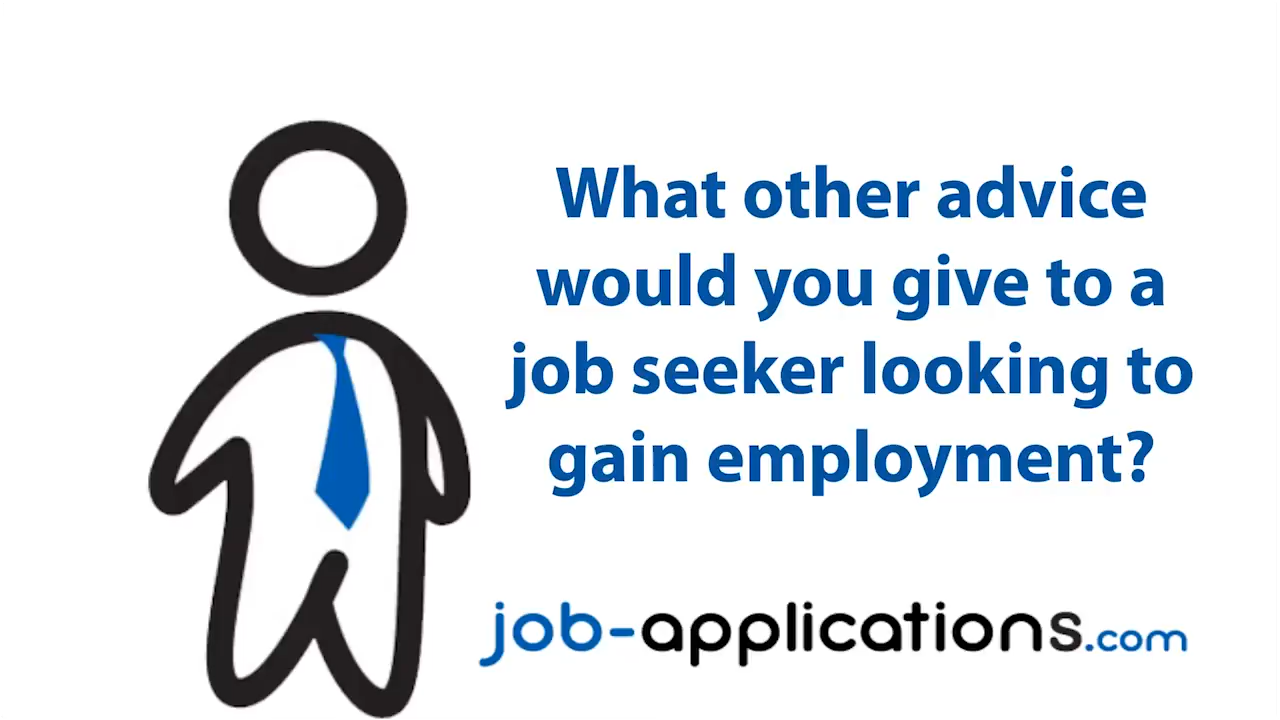 What other advice
would you give to a
job seeker looking to
gain employment?
job-applications.com